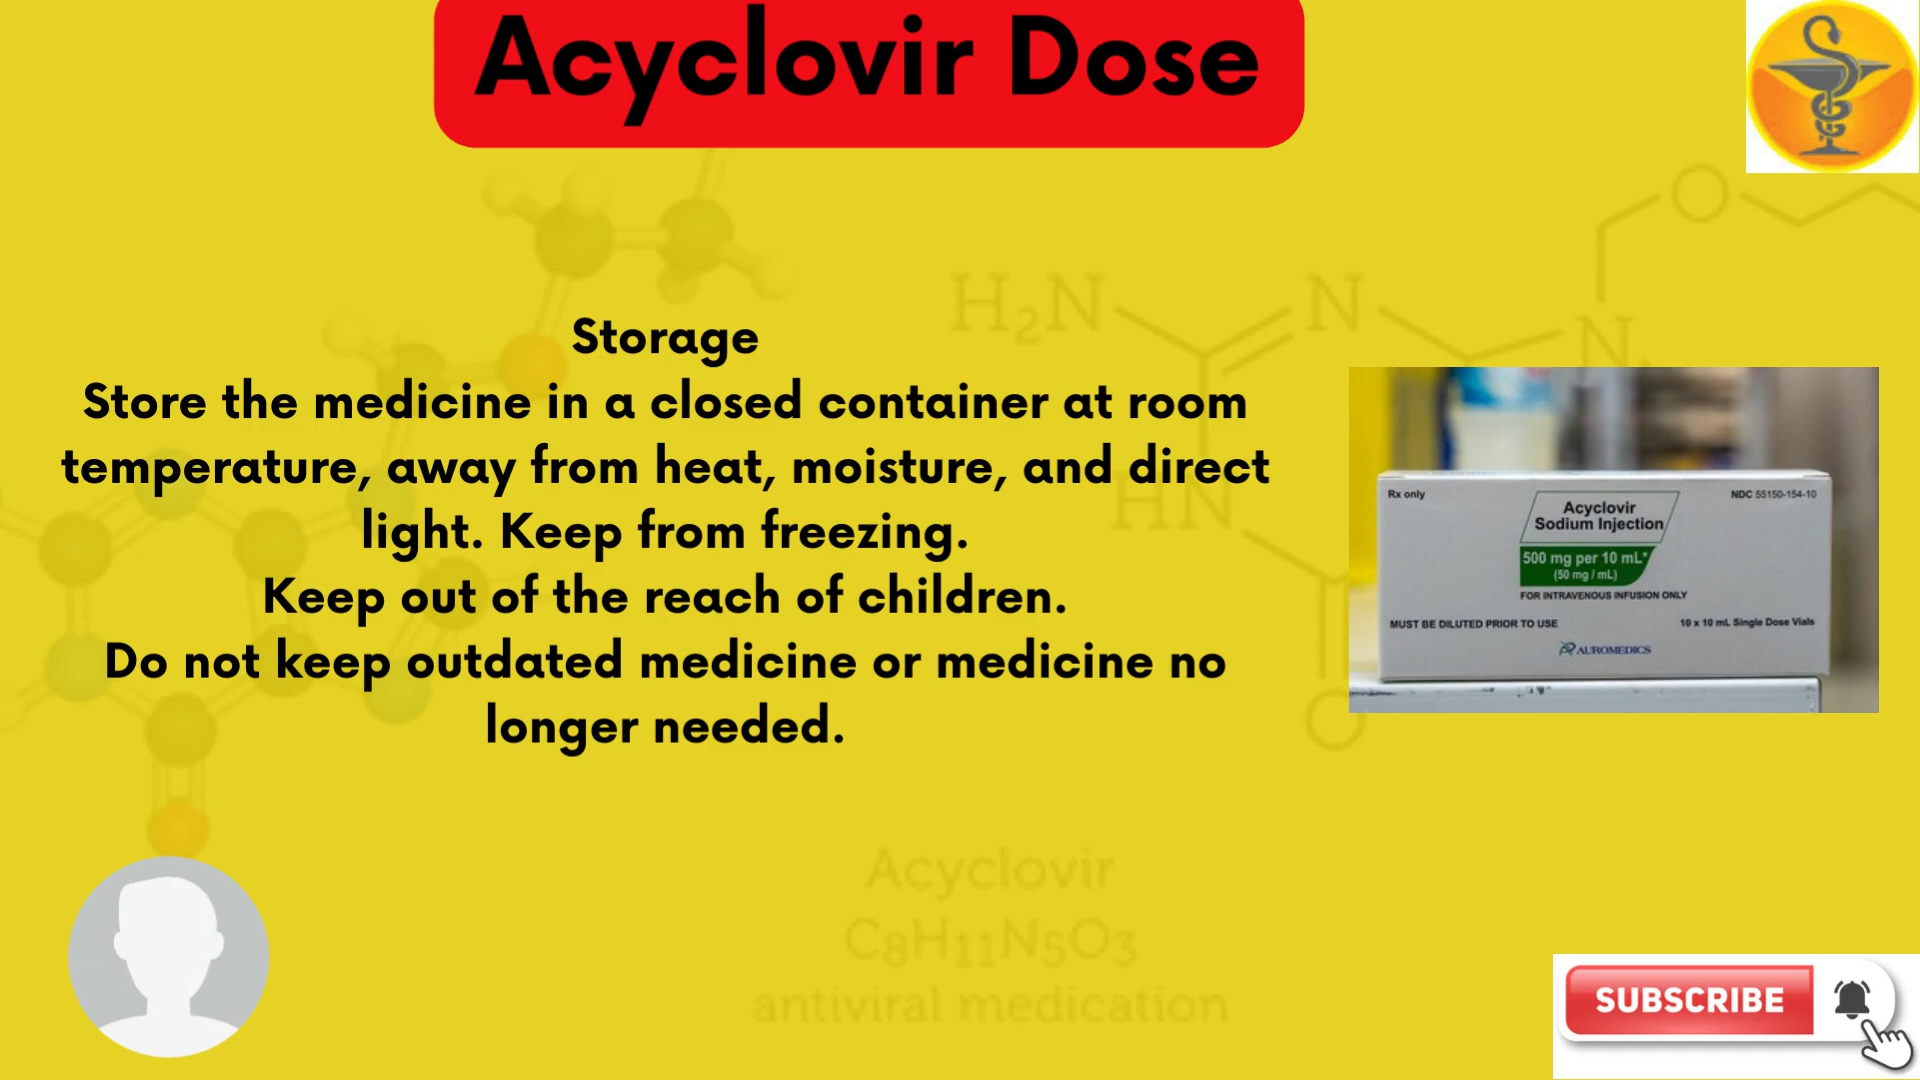 Acyclovir Dose
Storage
Store the medicine in a closed container at room
temperature, away from heat, moisture, and direct
light. Keep from freezing.
Keep out of the reach of children.
Do not keep outdated medicine or medicine no
longer needed.
H₂N
N
O
N
HN
O
Rx only
NDC 55150-154-10
Acyclovir
Sodium Injection
500 mg per 10 mL*
(50 mg / mL)
FOR INTRAVENOUS INFUSION ONLY
MUST BE DILUTED PRIOR TO USE
10 x 10 mL Single Dose Vials
AUROMEDICS
Acyclovir
C8H11N5O3
antiviral medication
SUBSCRIBE